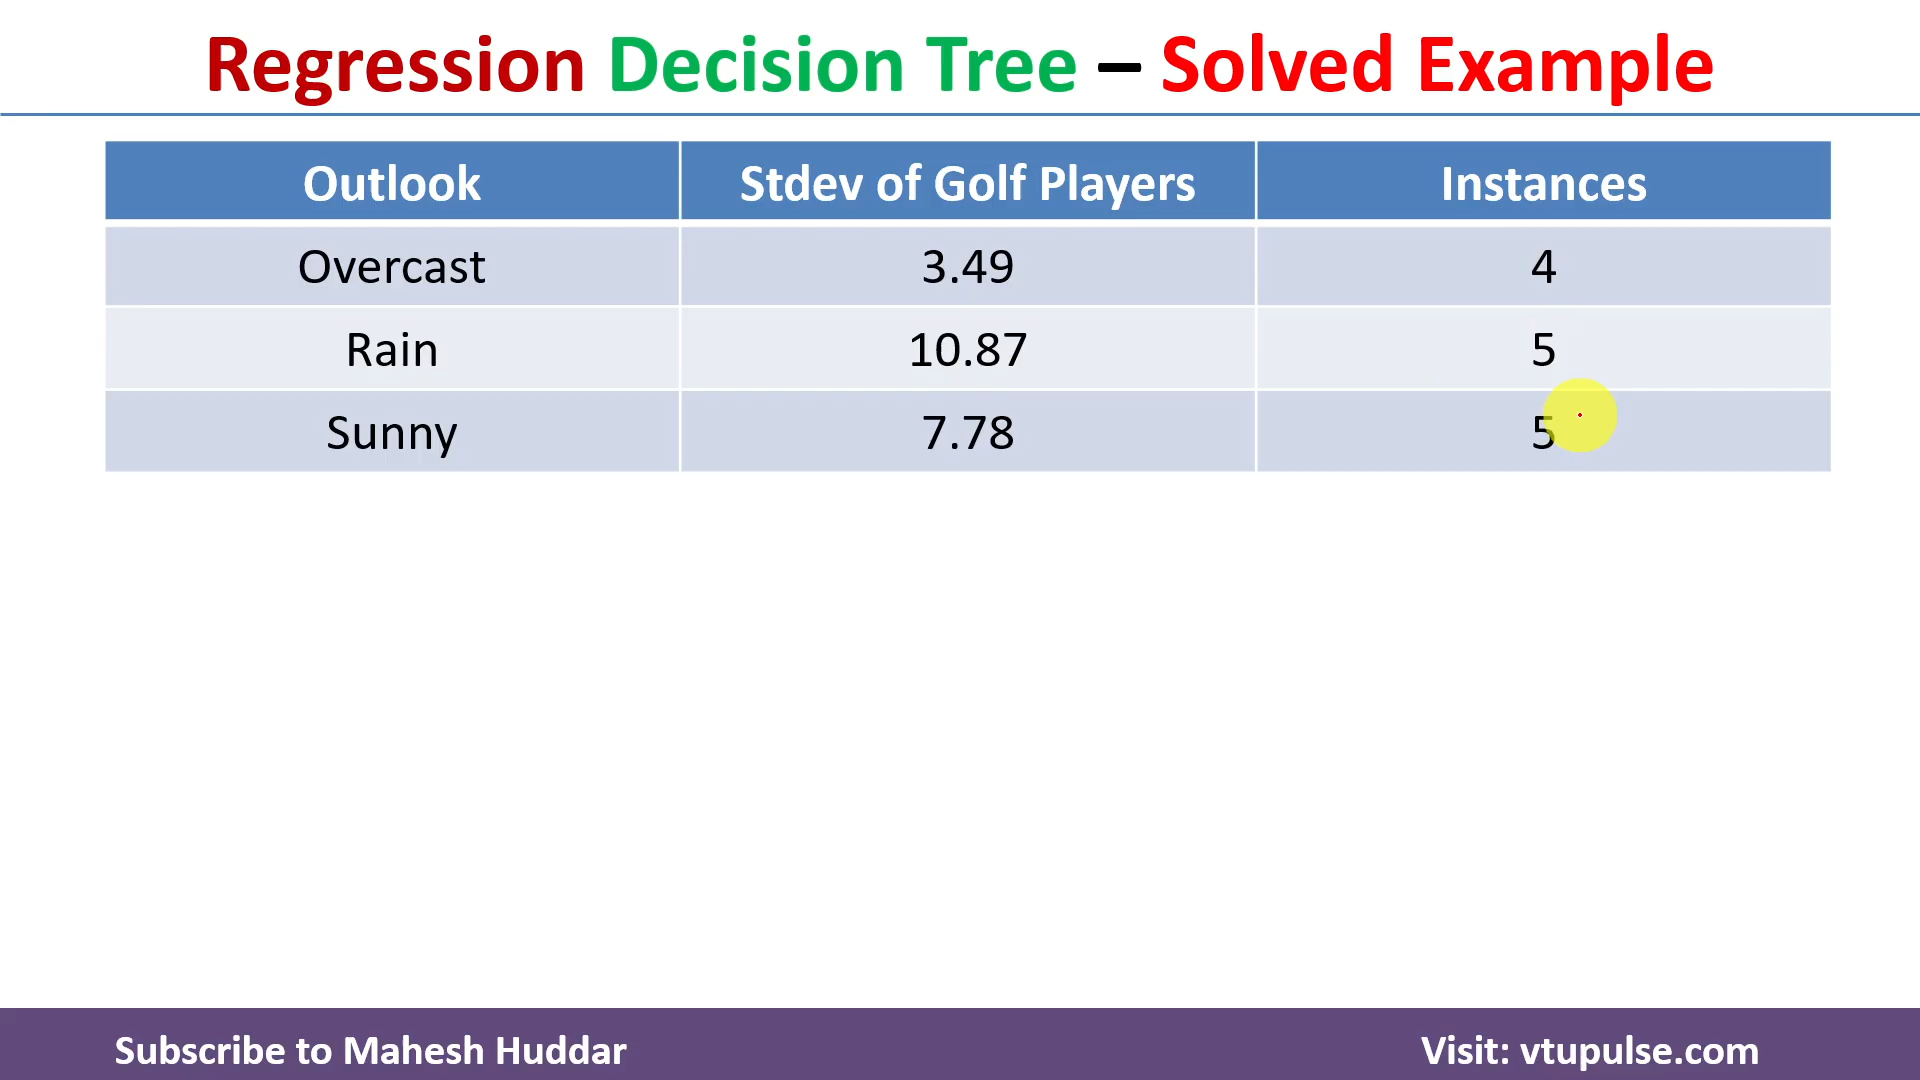 Regression Decision Tree – Solved Example
Outlook Stdev of Golf Players Instances
Overcast 3.49 4
Rain 10.87 5
Sunny 7.78 5
Subscribe to Mahesh Huddar Visit: vtupulse.com